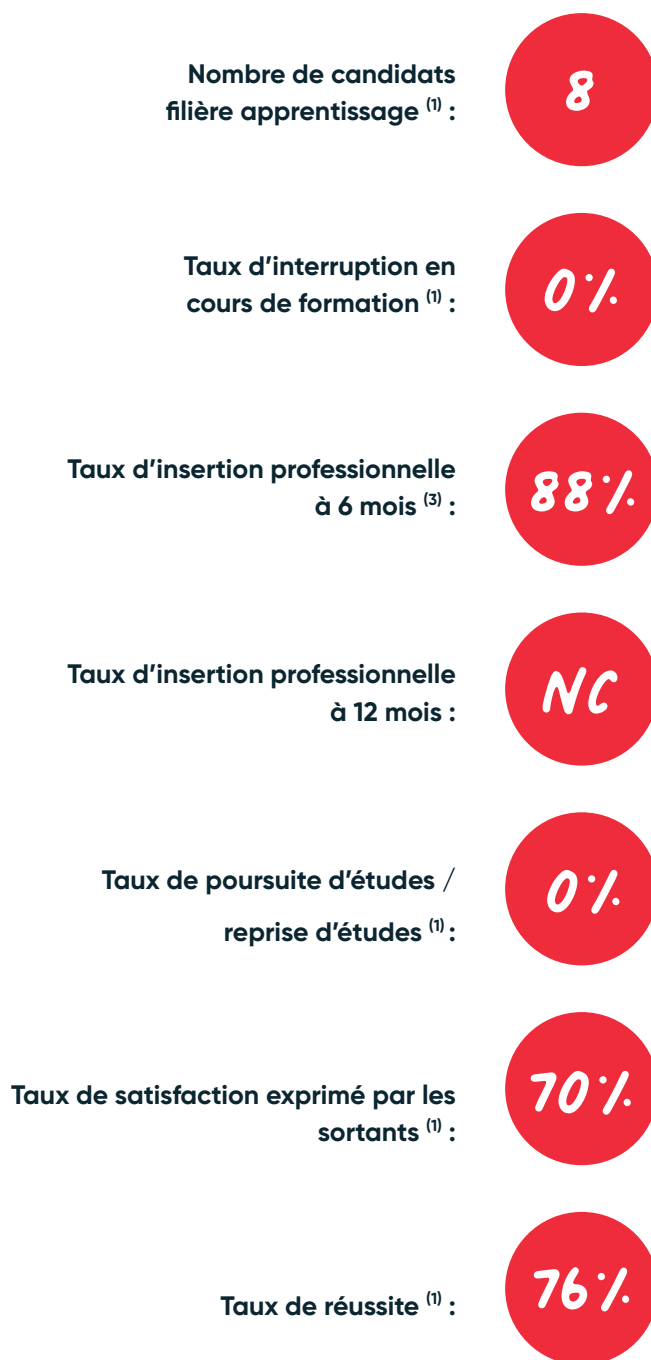 Nombre de candidats
filière apprentissage (1) :
8
Taux d’interruption en
cours de formation (1) :
0%
Taux d’insertion professionnelle
à 6 mois (3) :
88%
Taux d’insertion professionnelle
à 12 mois :
NC
Taux de poursuite d’études /
reprise d’études (1) :
0%
Taux de satisfaction exprimé par les
sortants (1) :
70%
Taux de réussite (1) :
76%